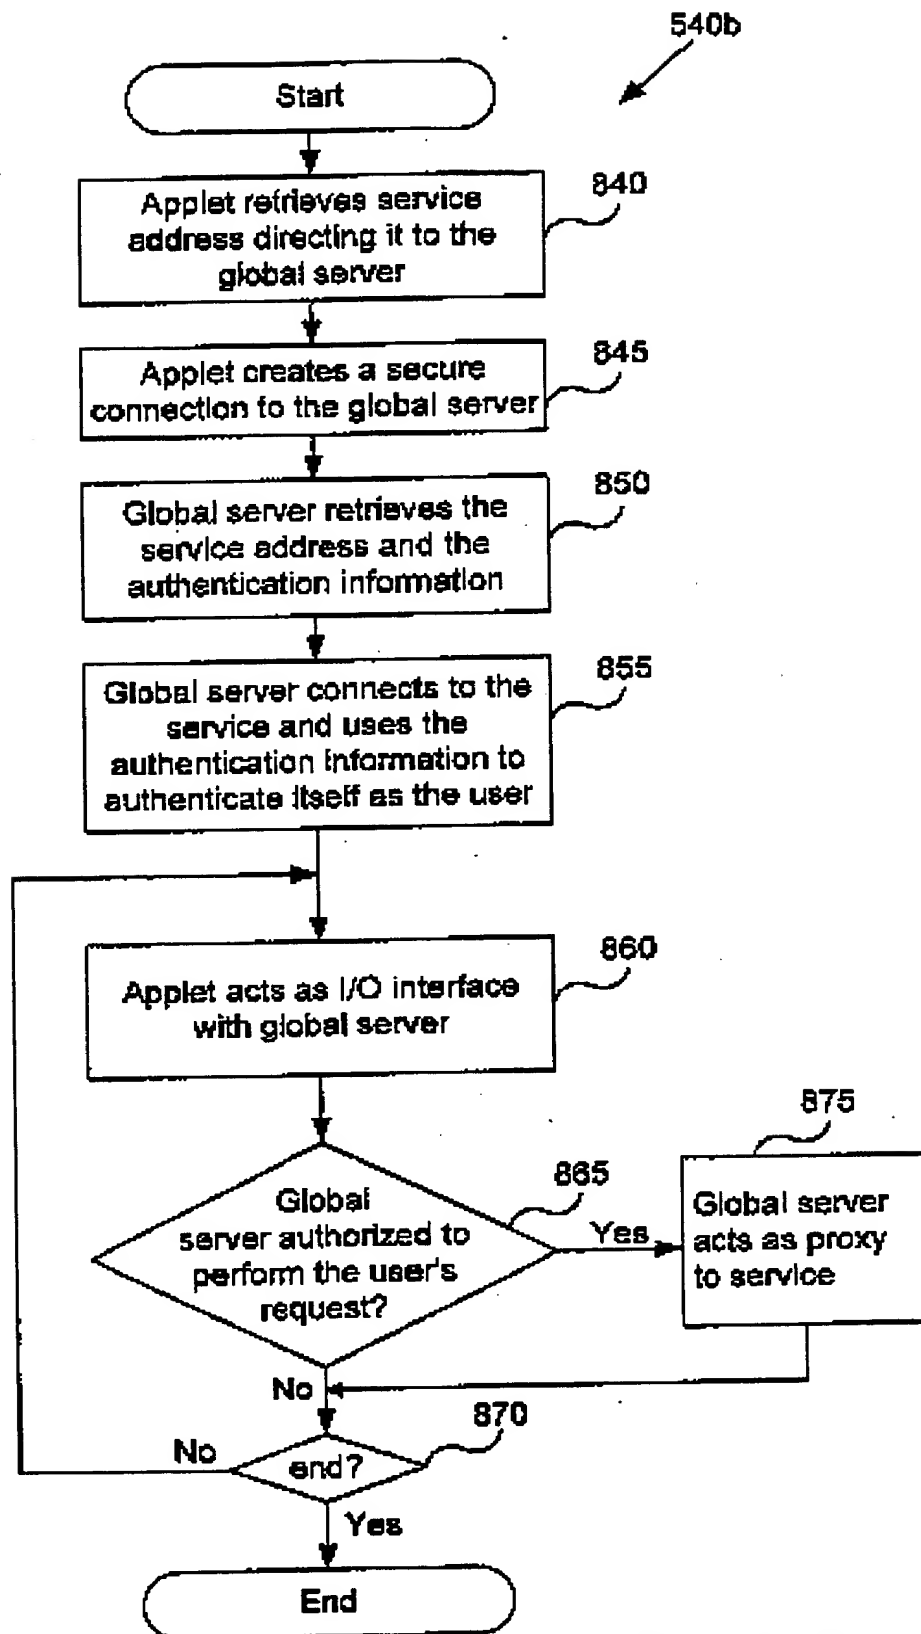 540b
Start
840
Applet retrieves service
address directing it to the
global server
845
Applet creates a secure
connection to the global server
850
Global server retrieves the
service address and the
authentication information
855
Global server connects to the
service and uses the
authentication information to
authenticate itself as the user
860
Applet acts as I/O interface
with global server
865
Global
server authorized to
perform the user's
request?
Yes
875
Global server
acts as proxy
to service
No
870
end?
No
Yes
End